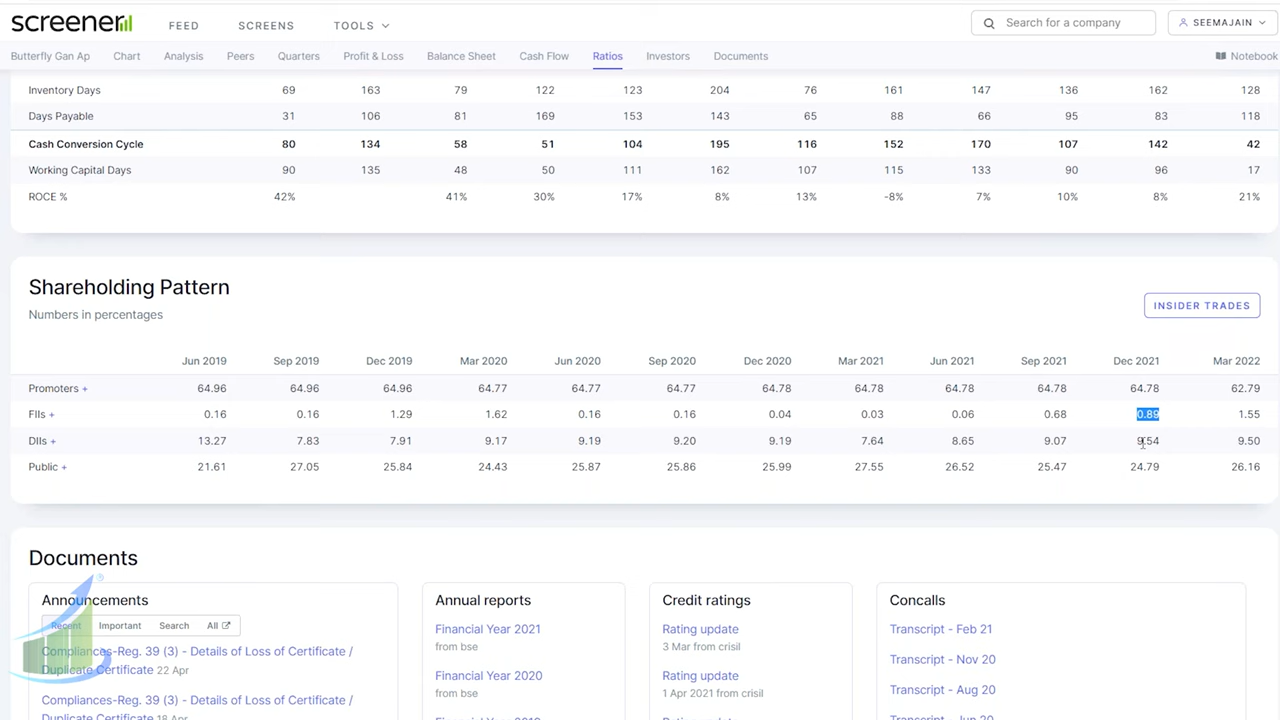 screener FEED SCREENS TOOLS Search for a company SEEMAJAIN
Butterfly Gan Ap Chart Analysis Peers Quarters Profit & Loss Balance Sheet Cash Flow Ratios Investors Documents Notebook
Inventory Days 69 163 79 122 123 204 76 161 147 136 162 128
Days Payable 31 106 81 169 153 143 65 88 66 95 83 118
Cash Conversion Cycle 80 134 58 51 104 195 116 152 170 107 142 42
Working Capital Days 90 135 48 50 111 162 107 115 133 90 96 17
ROCE % 42% 41% 30% 17% 8% 13% -8% 7% 10% 8% 21%
Shareholding Pattern
Numbers in percentages
INSIDER TRADES
Jun 2019 Sep 2019 Dec 2019 Mar 2020 Jun 2020 Sep 2020 Dec 2020 Mar 2021 Jun 2021 Sep 2021 Dec 2021 Mar 2022
Promoters + 64.96 64.96 64.96 64.77 64.77 64.77 64.78 64.78 64.78 64.78 64.78 62.79
FIIs + 0.16 0.16 1.29 1.62 0.16 0.16 0.04 0.03 0.06 0.68 0.89 1.55
DIIs + 13.27 7.83 7.91 9.17 9.19 9.20 9.19 7.64 8.65 9.07 9.54 9.50
Public + 21.61 27.05 25.84 24.43 25.87 25.86 25.99 27.55 26.52 25.47 24.79 26.16
Documents
Announcements
Recent Important Search All
Compliances-Reg. 39 (3) - Details of Loss of Certificate /
Duplicate Certificate 22 Apr
Compliances-Reg. 39 (3) - Details of Loss of Certificate /
Duplicate Certificate 18 Apr
Annual reports
Financial Year 2021
from bse
Financial Year 2020
from bse
Financial Year 2019
Credit ratings
Rating update
3 Mar from crisil
Rating update
1 Apr 2021 from crisil
Rating update
Concalls
Transcript - Feb 21
Transcript - Nov 20
Transcript - Aug 20
Transcript - Jun 20